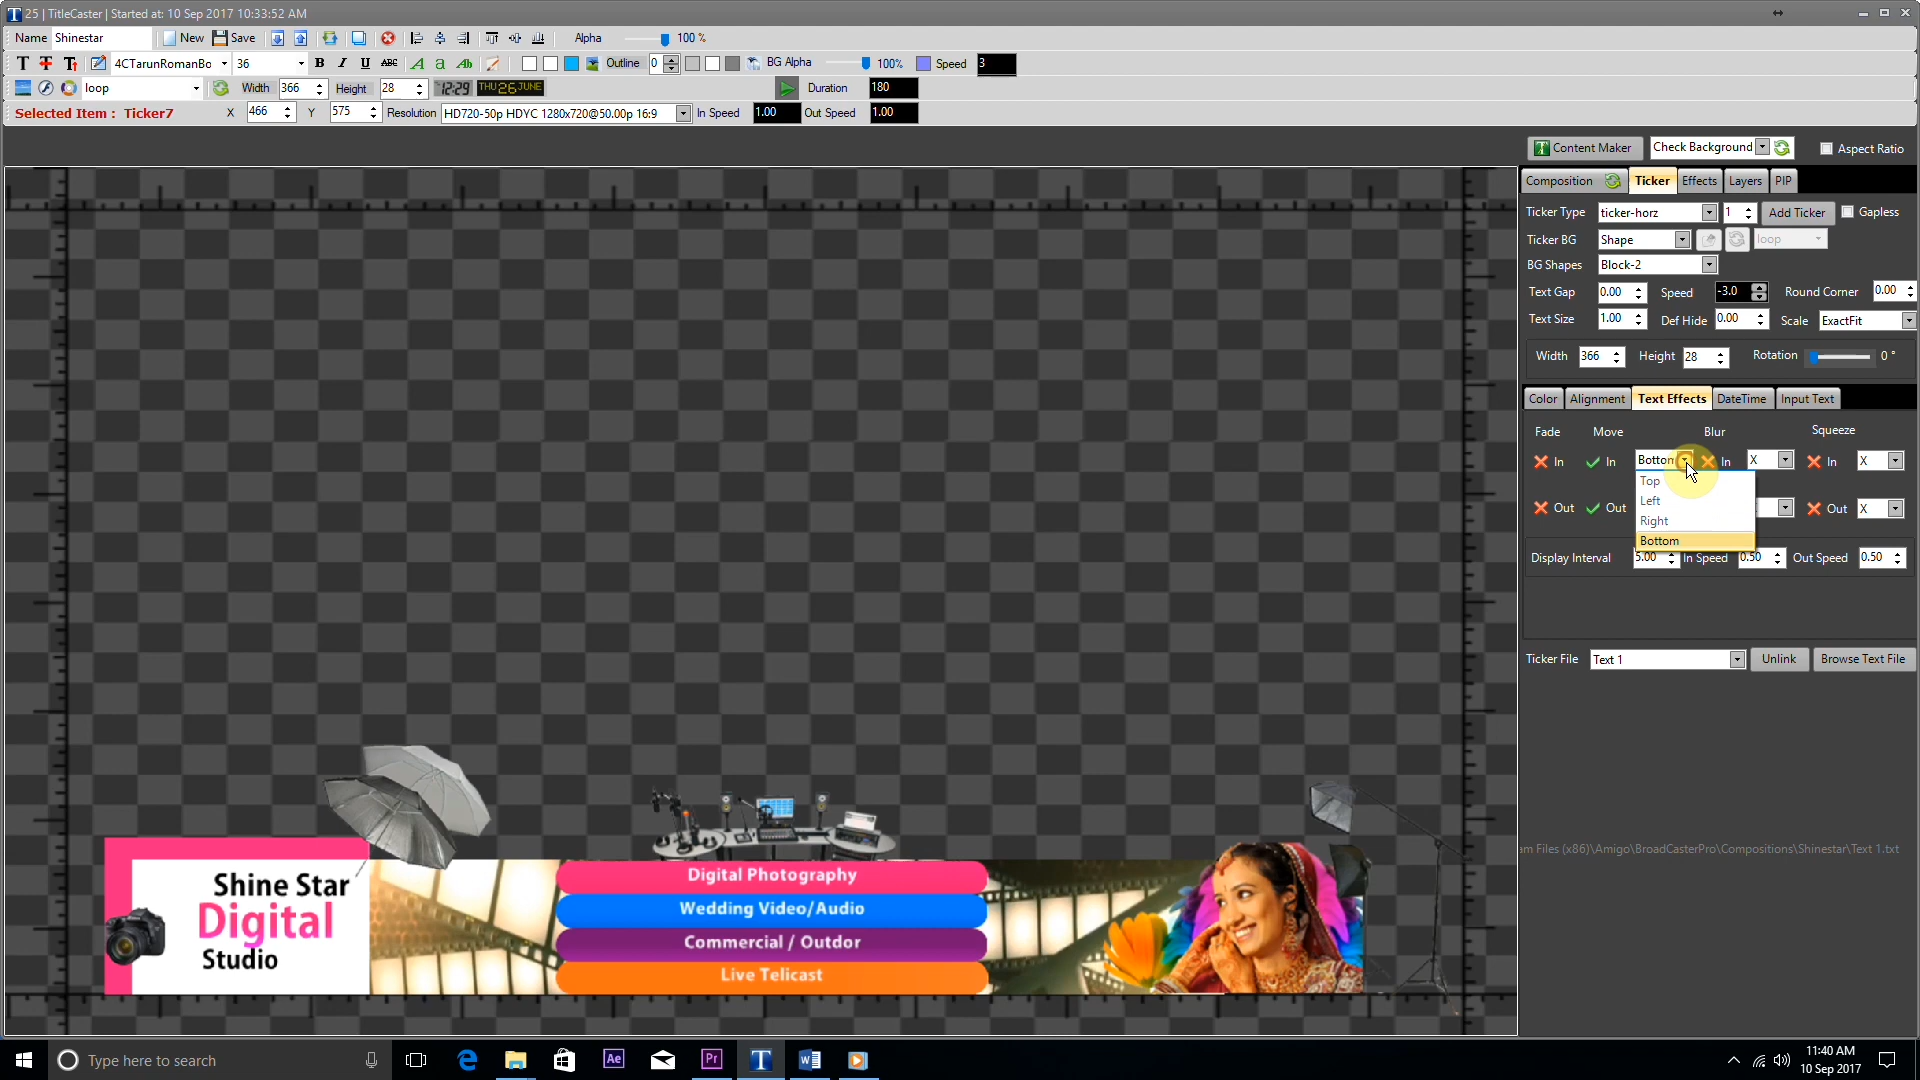 25 | TitleCaster | Started at: 10 Sep 2017 10:33:52 AM
Name Shinestar New Save Alpha 100 %
4CTarunRomanBo 36 B I U ABC Outline 0 BG Alpha 100% Speed 3
loop Width 366 Height 28 12:29 THU 26 JUNE Duration 180
Selected Item : Ticker7 X 466 Y 575 Resolution HD720-50p HDYC 1280x720@50.00p 16:9 In Speed 1.00 Out Speed 1.00
Content Maker Check Background Aspect Ratio
Composition Ticker Effects Layers PIP
Ticker Type ticker-horz 1 Add Ticker Gapless
Ticker BG Shape loop
BG Shapes Block-2
Text Gap 0.00 Speed -3.0 Round Corner 0.00
Text Size 1.00 Def Hide 0.00 Scale ExactFit
Width 366 Height 28 Rotation 0 °
Color Alignment Text Effects DateTime Input Text
Fade Move Blur Squeeze
In In In X In X
Top
Left
Out Out Out X
Right
Bottom
Display Interval 5.00 In Speed 0.50 Out Speed 0.50
Ticker File Text 1 Unlink Browse Text File
am Files (x86)\Amigo\BroadCasterPro\Compositions\Shinestar\Text 1.txt
Shine Star
Digital
Studio
Digital Photography
Wedding Video/Audio
Commercial / Outdor
Live Telicast
Type here to search
11:40 AM
10 Sep 2017